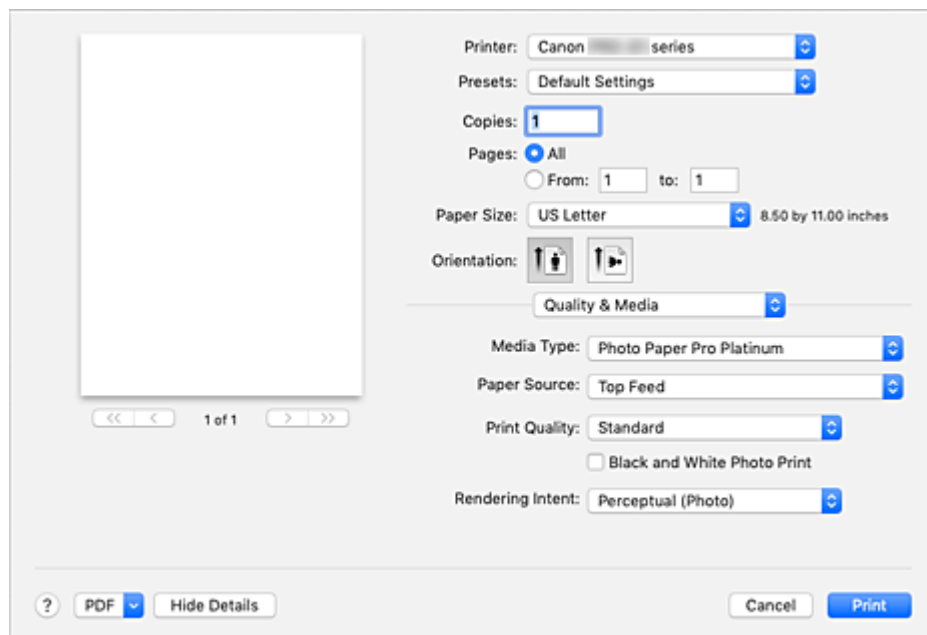 Printer: Canon series
Presets: Default Settings
Copies: 1
Pages: All
From: 1 to: 1
Paper Size: US Letter 8.50 by 11.00 inches
Orientation:
Quality & Media
Media Type: Photo Paper Pro Platinum
Paper Source: Top Feed
<< < 1 of 1 > >>
Print Quality: Standard
Black and White Photo Print
Rendering Intent: Perceptual (Photo)
? PDF Hide Details Cancel Print